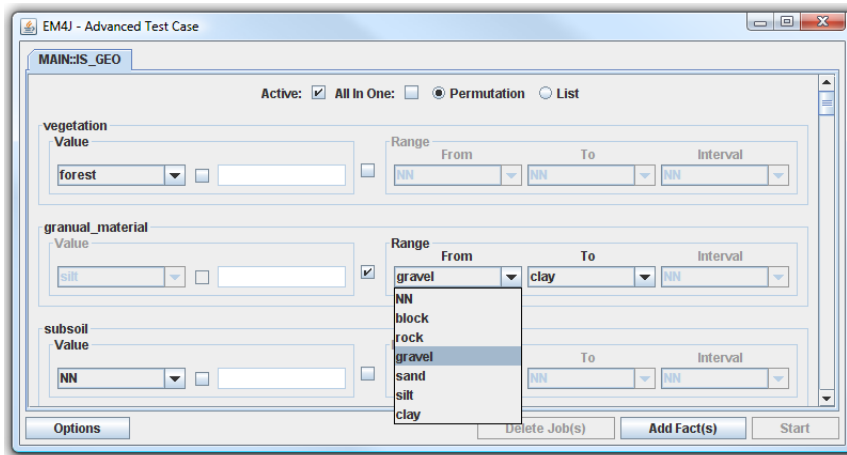 EM4J - Advanced Test Case
MAIN::IS_GEO
Active: All In One: Permutation List
vegetation
Value Range
From To Interval
forest NN NN NN
granual_material
Value Range
From To Interval
silt gravel clay NN
NN
block
rock
gravel
sand
silt
clay
subsoil
Value
To Interval
NN NN NN
Options Delete Job(s) Add Fact(s) Start